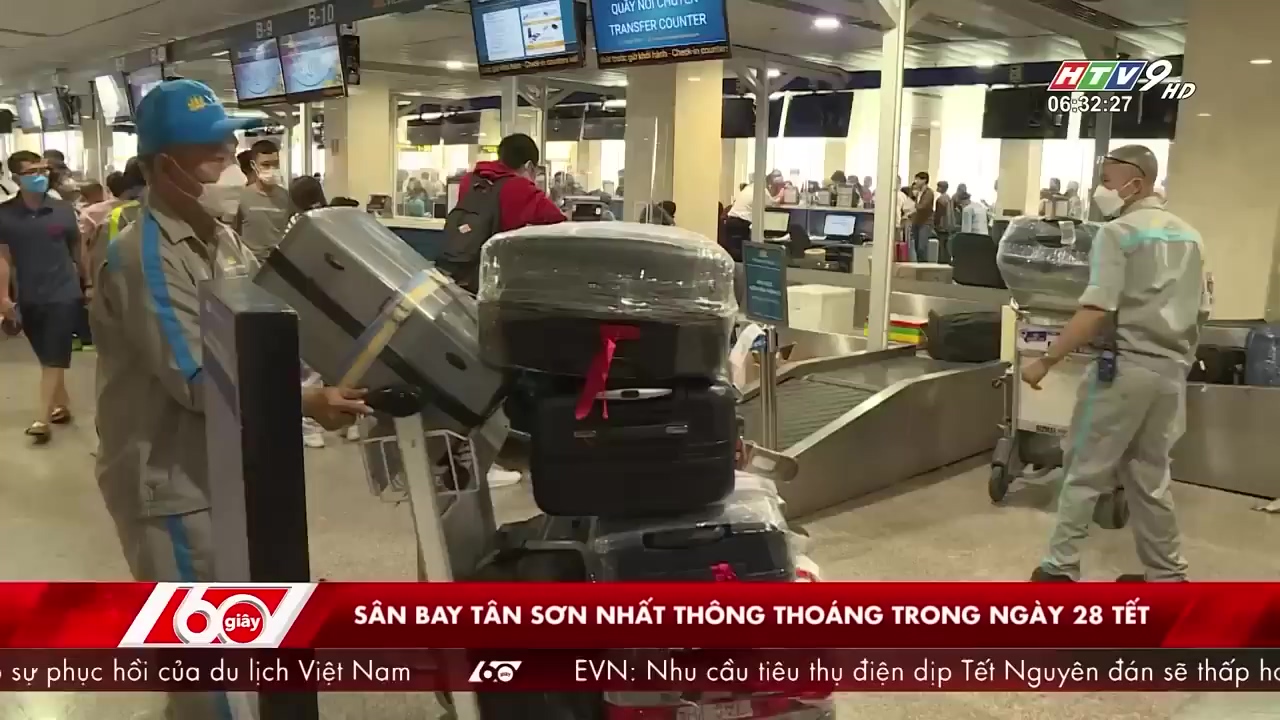 B-9
B-10
QUẦY NỐI CHUYẾN
TRANSFER COUNTER
HTV9 HD
06:32:27
60 giây
SÂN BAY TÂN SƠN NHẤT THÔNG THOÁNG TRONG NGÀY 28 TẾT
sự phục hồi của du lịch Việt Nam
60 giây
EVN: Nhu cầu tiêu thụ điện dịp Tết Nguyên đán sẽ thấp